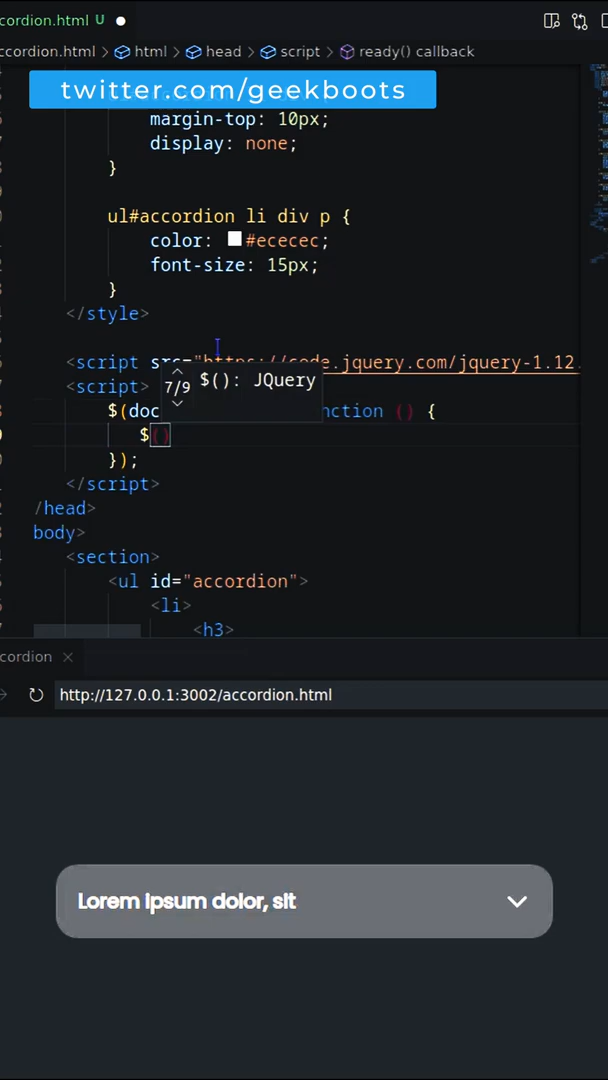 cordion.html U
ccordion.html > html > head > script > ready() callback
twitter.com/geekboots
margin-top: 10px;
display: none;
}
ul#accordion li div p {
color: #ececec;
font-size: 15px;
}
</style>
<script src="https://code.jquery.com/jquery-1.12.
7/9 $(): JQuery
<script>
$(doc nction () {
$()
});
</script>
/head>
body>
<section>
<ul id="accordion">
<li>
<h3>
cordion
http://127.0.0.1:3002/accordion.html
Lorem ipsum dolor, sit